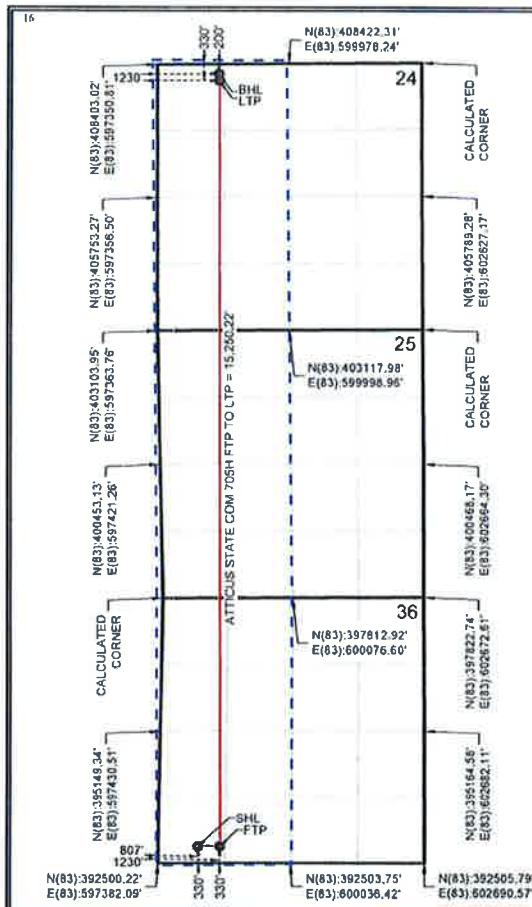 16
330'
200'
N(83):408422.31'
E(83):599978.24'
N(83):408403.02'
E(83):597350.81'
1230
BHL
LTP
24
CALCULATED
CORNER
N(83):405753.27'
E(83):597356.50'
N(83):405789.28'
E(83):602627.17'
25
N(83):403103.95'
E(83):597363.76'
N(83):403117.98'
E(83):599998.96'
CALCULATED
CORNER
ATTICUS STATE COM 705H FTP TO LTP = 15,250.22'
N(83):400453.13'
E(83):597421.26'
N(83):400468.17'
E(83):602664.30'
36
CALCULATED
CORNER
N(83):397812.92'
E(83):600076.60'
N(83):397822.74'
E(83):602672.61'
N(83):395149.34'
E(83):597430.51'
N(83):395164.58'
E(83):602682.11'
SHL
FTP
807'
1230'
330'
330'
N(83):392500.22'
E(83):597382.09'
N(83):392503.75'
E(83):600036.42'
N(83):392505.79'
E(83):602690.57'